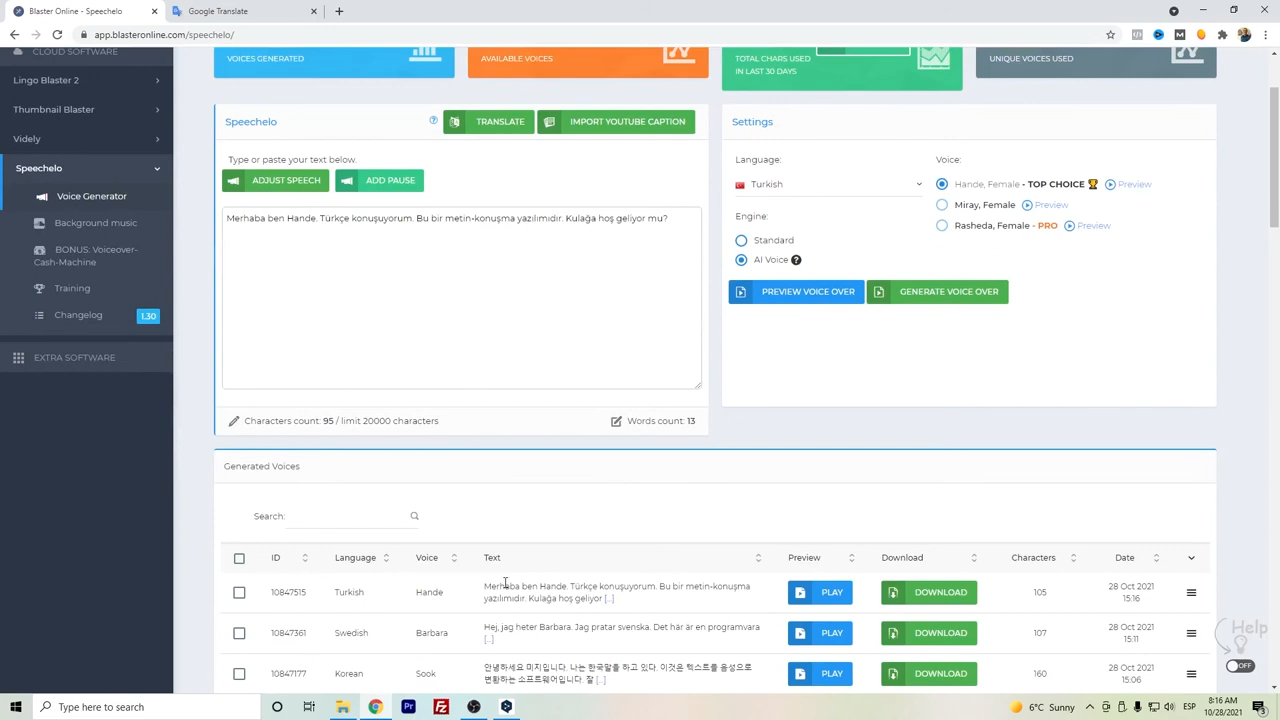 Blaster Online - Speechelo
Google Translate
app.blasteronline.com/speechelo/
CLOUD SOFTWARE
Lingo Blaster 2
Thumbnail Blaster
Videly
Speechelo
Voice Generator
Background music
BONUS: Voiceover-
Cash-Machine
Training
Changelog
1.30
EXTRA SOFTWARE
VOICES GENERATED
AVAILABLE VOICES
TOTAL CHARS USED
IN LAST 30 DAYS
UNIQUE VOICES USED
Speechelo
TRANSLATE
IMPORT YOUTUBE CAPTION
Type or paste your text below.
ADJUST SPEECH
ADD PAUSE
Merhaba ben Hande. Türkçe konuşuyorum. Bu bir metin-konuşma yazılımıdır. Kulağa hoş geliyor mu?
Characters count: 95 / limit 20000 characters
Words count: 13
Settings
Language:
Turkish
Engine:
Standard
AI Voice ?
Voice:
Hande, Female - TOP CHOICE Preview
Miray, Female Preview
Rasheda, Female - PRO Preview
PREVIEW VOICE OVER
GENERATE VOICE OVER
Generated Voices
Search:
ID Language Voice Text Preview Download Characters Date
10847515 Turkish Hande Merhaba ben Hande. Türkçe konuşuyorum. Bu bir metin-konuşma
yazılımıdır. Kulağa hoş geliyor [...] PLAY DOWNLOAD 105 28 Oct 2021
15:16
10847361 Swedish Barbara Hej, jag heter Barbara. Jag pratar svenska. Det här är en programvara
[...] PLAY DOWNLOAD 107 28 Oct 2021
15:11
10847177 Korean Sook 안녕하세요 미지입니다. 나는 한국말을 하고 있다. 이것은 텍스트를 음성으로
변환하는 소프트웨어입니다. 잘 [...] PLAY DOWNLOAD 160 28 Oct 2021
15:06
Help
OFF
Type here to search
6°C Sunny
ESP
8:16 AM
10/28/2021